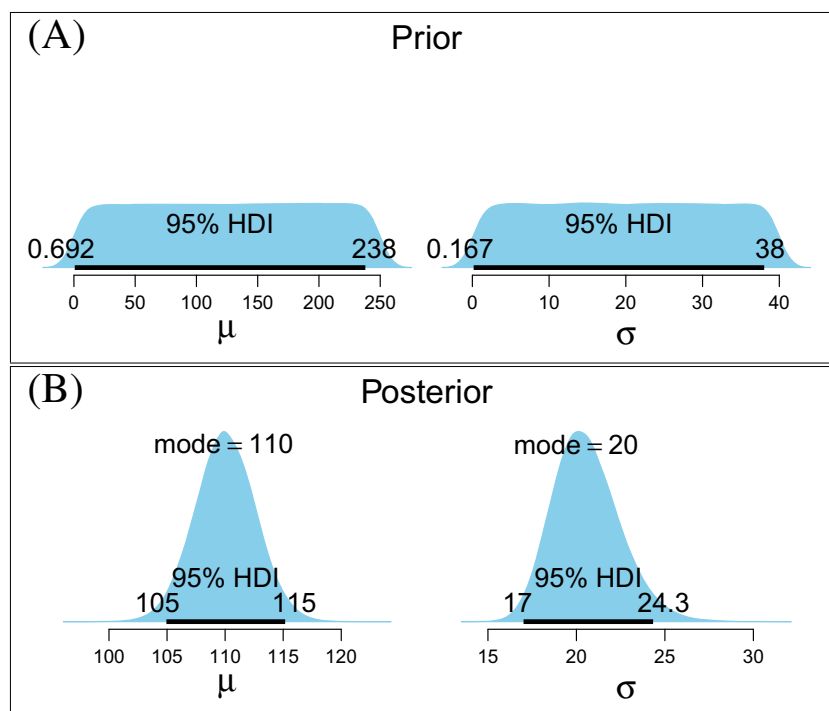 (A)
Prior
95% HDI
0.692
238
0 50 100 150 200 250
μ
95% HDI
0.167
38
0 10 20 30 40
σ
(B)
Posterior
mode = 110
95% HDI
105
115
100 105 110 115 120
μ
mode = 20
95% HDI
17
24.3
15 20 25 30
σ